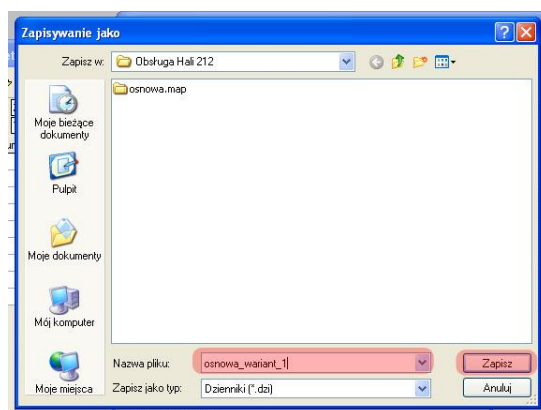 Zapisywanie jako
Zapisz w: Obsługa Hali 212
osnowa.map
Moje bieżące
dokumenty
Pulpit
Moje dokumenty
Mój komputer
Moje miejsca
Nazwa pliku: osnowa_wariant_1
Zapisz
Zapisz jako typ: Dzienniki (*.dzi)
Anuluj